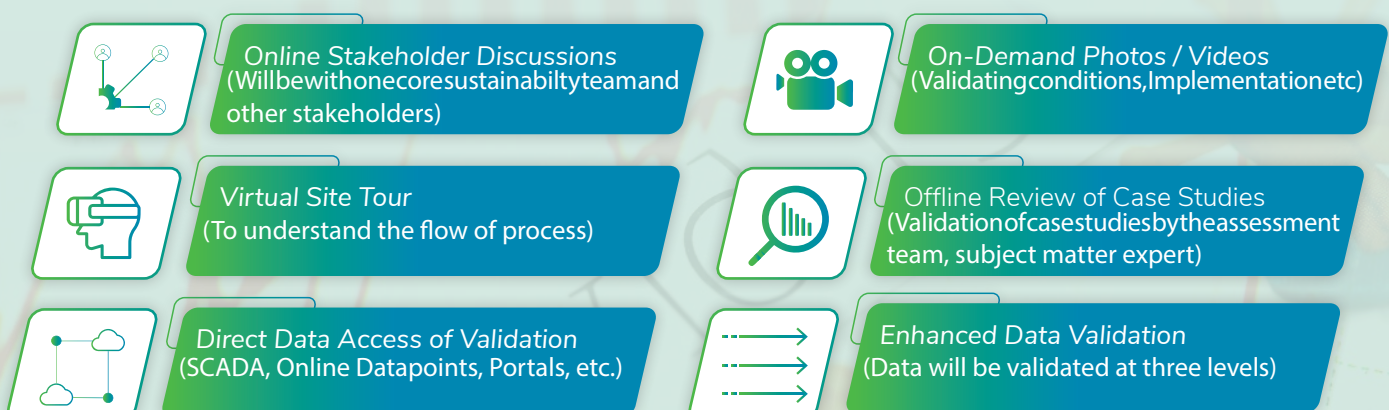 Online Stakeholder Discussions
(Willbewithonecoresustainabiltyteamand
other stakeholders)
On-Demand Photos / Videos
(Validatingconditions,Implementationetc)
Virtual Site Tour
(To understand the flow of process)
Offline Review of Case Studies
(Validationofcasestudiesbytheassessment
team, subject matter expert)
Direct Data Access of Validation
(SCADA, Online Datapoints, Portals, etc.)
Enhanced Data Validation
(Data will be validated at three levels)